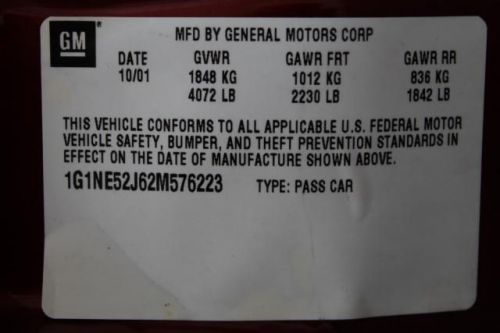 GM
MFD BY GENERAL MOTORS CORP
DATE GVWR GAWR FRT GAWR RR
10/01 1848 KG 1012 KG 836 KG
4072 LB 2230 LB 1842 LB
THIS VEHICLE CONFORMS TO ALL APPLICABLE U.S. FEDERAL MOTOR
VEHICLE SAFETY, BUMPER, AND THEFT PREVENTION STANDARDS IN
EFFECT ON THE DATE OF MANUFACTURE SHOWN ABOVE.
1G1NE52J62M576223 TYPE: PASS CAR